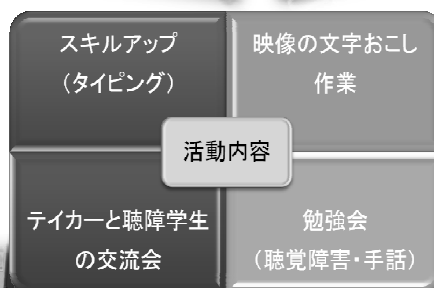 スキルアップ
（タイピング）
映像の文字おこし
作業
活動内容
テイカーと聴障学生
の交流会
勉強会
（聴覚障害・手話）